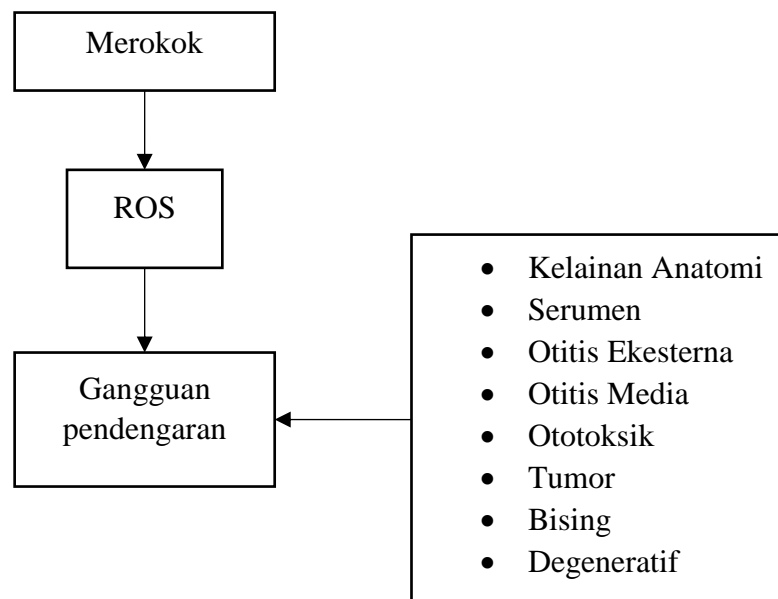 Merokok
ROS
Gangguan
pendengaran
• Kelainan Anatomi
• Serumen
• Otitis Ekesterna
• Otitis Media
• Ototoksik
• Tumor
• Bising
• Degeneratif